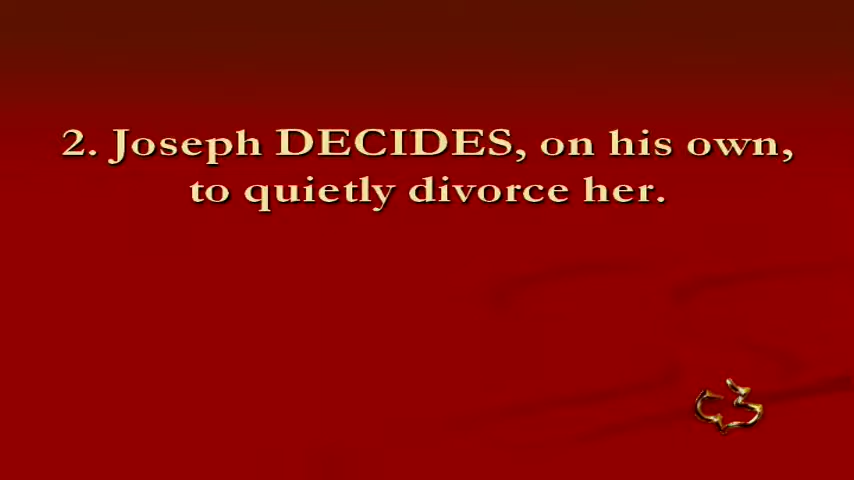 2. Joseph DECIDES, on his own,
to quietly divorce her.